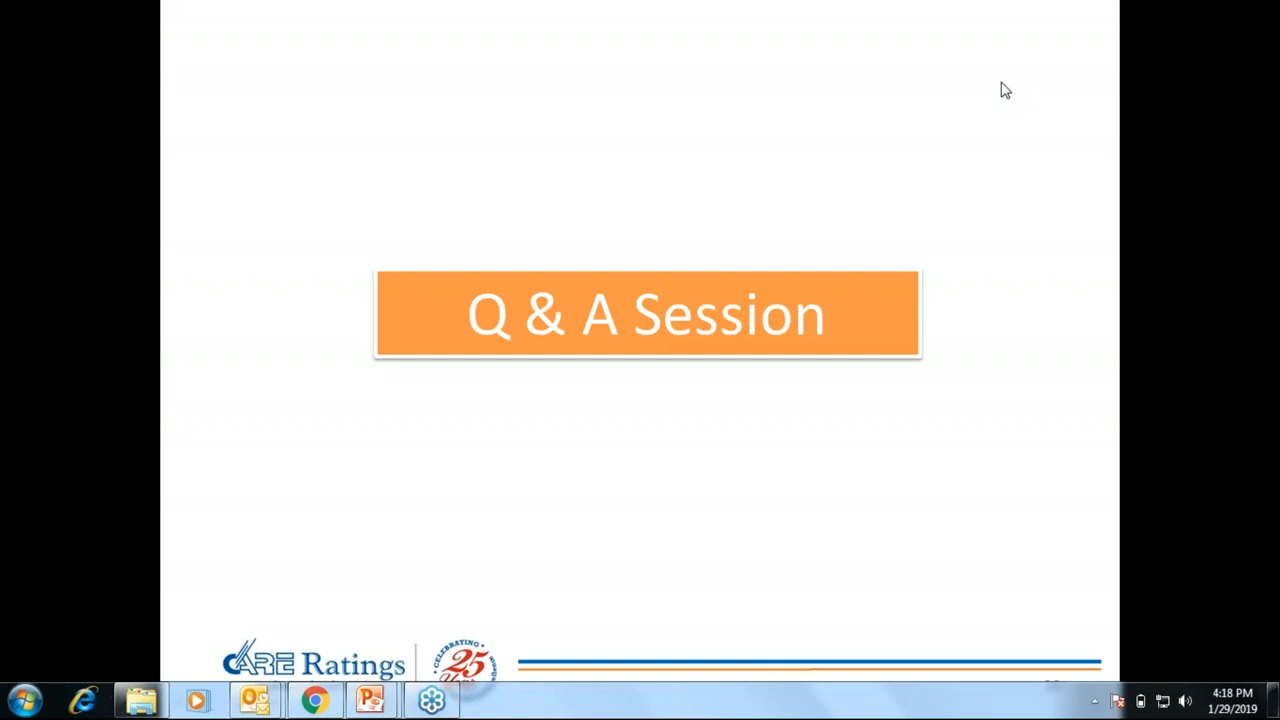 Q & A Session
CARE Ratings
CELEBRATING
25
4:18 PM
1/29/2019